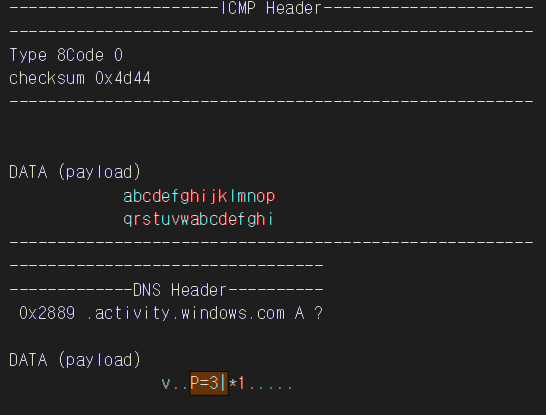 ----------------------ICMP Header----------------------
-------------------------------------------------------
Type 8Code 0
checksum 0x4d44
-------------------------------------------------------
DATA (payload)
abcdefghijklmnop
qrstuvwabcdefghi
-------------------------------------------------------
---------------------------------
-------------DNS Header----------
0x2889 .activity.windows.com A ?
DATA (payload)
v..P=3|*1.....